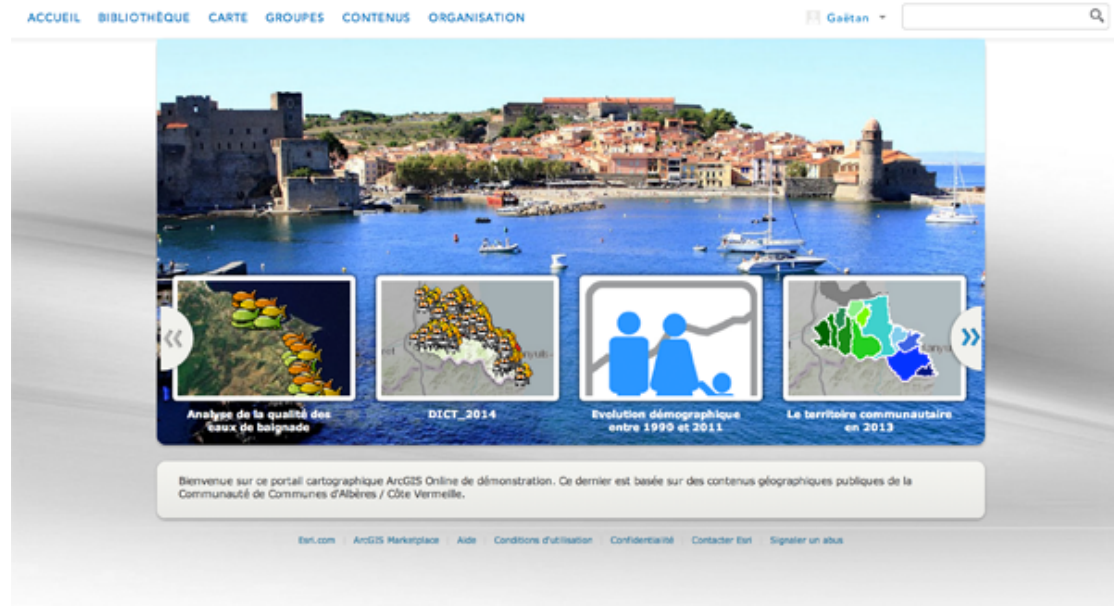 ACCUEIL BIBLIOTHÈQUE CARTE GROUPES CONTENUS ORGANISATION Gaëtan
Analyse de la qualité des
eaux de baignade
DICT_2014
Evolution démographique
entre 1990 et 2011
Le territoire communautaire
en 2013
Bienvenue sur ce portail cartographique ArcGIS Online de démonstration. Ce dernier est basée sur des contenus géographiques publiques de la
Communauté de Communes d'Albères / Côte Vermeille.
Esri.com ArcGIS Marketplace Aide Conditions d'utilisation Confidentialité Contacter Esri Signaler un abus